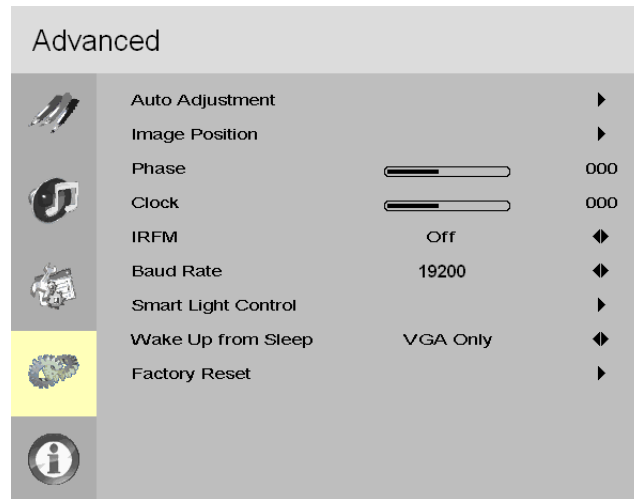 Advanced
Auto Adjustment
Image Position
Phase 000
Clock 000
IRFM Off
Baud Rate 19200
Smart Light Control
Wake Up from Sleep VGA Only
Factory Reset